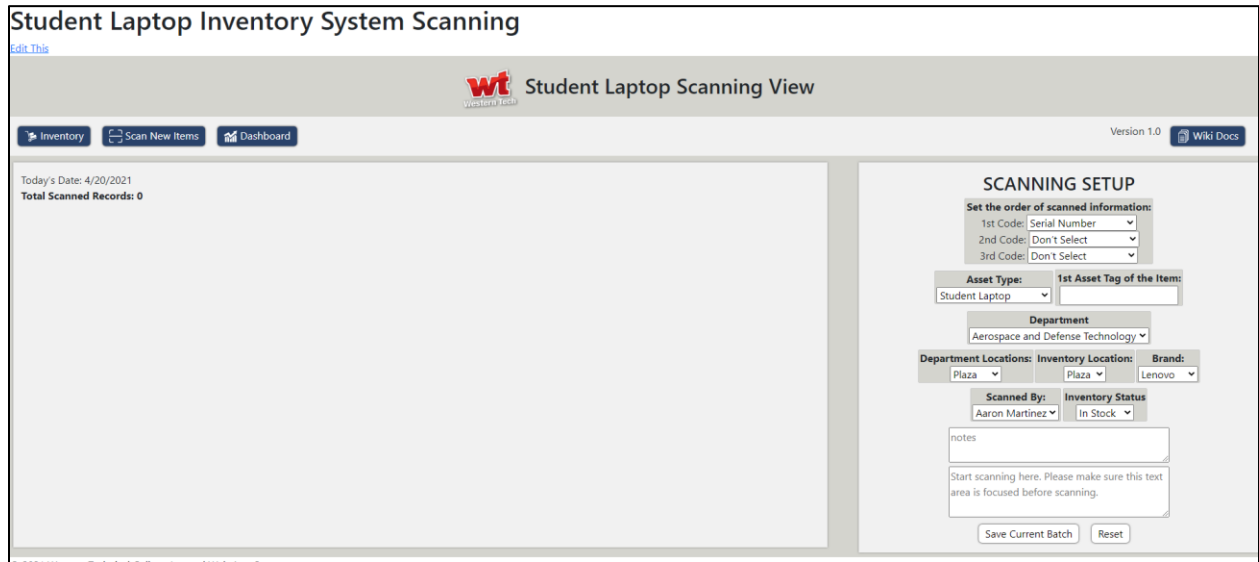 Student Laptop Inventory System Scanning
Edit This
wt
Western Tech
Student Laptop Scanning View
Inventory Scan New Items Dashboard
Version 1.0 Wiki Docs
Today's Date: 4/20/2021
Total Scanned Records: 0
SCANNING SETUP
Set the order of scanned information:
1st Code: Serial Number
2nd Code: Don't Select
3rd Code: Don't Select
Asset Type: 1st Asset Tag of the Item:
Student Laptop
Department
Aerospace and Defense Technology
Department Locations: Inventory Location: Brand:
Plaza Plaza Lenovo
Scanned By: Inventory Status
Aaron Martinez In Stock
notes
Start scanning here. Please make sure this text
area is focused before scanning.
Save Current Batch Reset